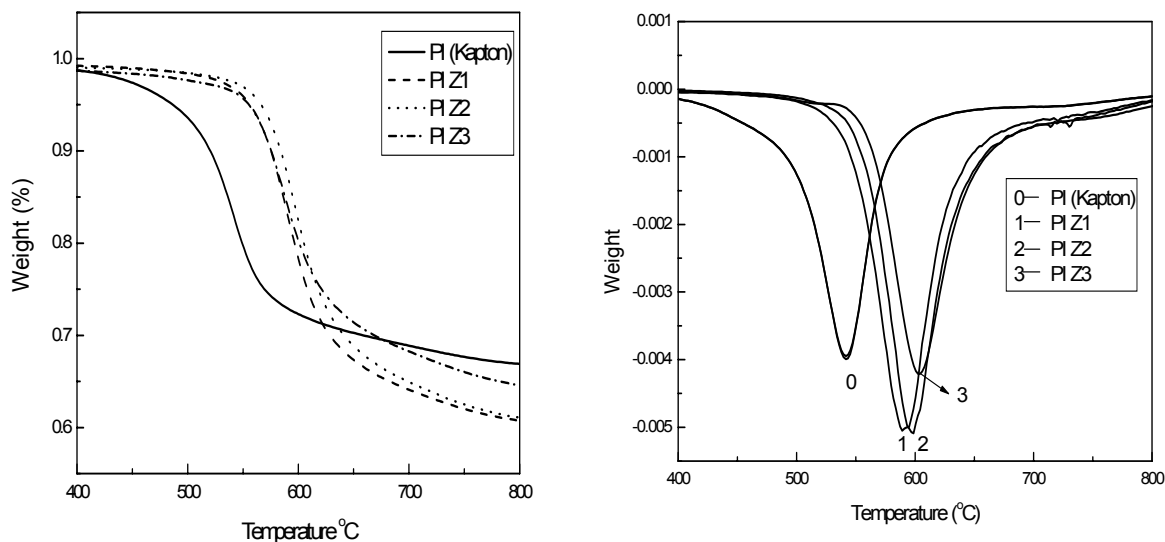 1.0
0.9
0.8
0.7
0.6
400 500 600 700 800
Weight (%)
Temperature °C
PI (Kapton)
PI Z1
PI Z2
PI Z3
0.001
0.000
-0.001
-0.002
-0.003
-0.004
-0.005
400 500 600 700 800
Weight
Temperature (°C)
0 — PI (Kapton)
1 — PI Z1
2 — PI Z2
3 — PI Z3
0
1 2
3